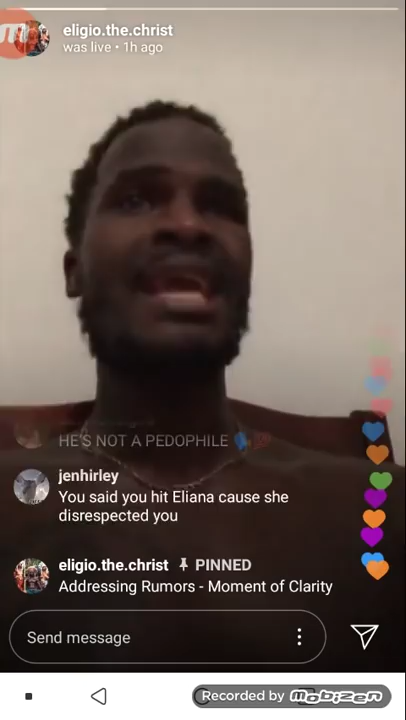 eligio.the.christ
was live • 1h ago
HE'S NOT A PEDOPHILE
jenhirley
You said you hit Eliana cause she
disrespected you
eligio.the.christ PINNED
Addressing Rumors - Moment of Clarity
Send message
Recorded by mobizen